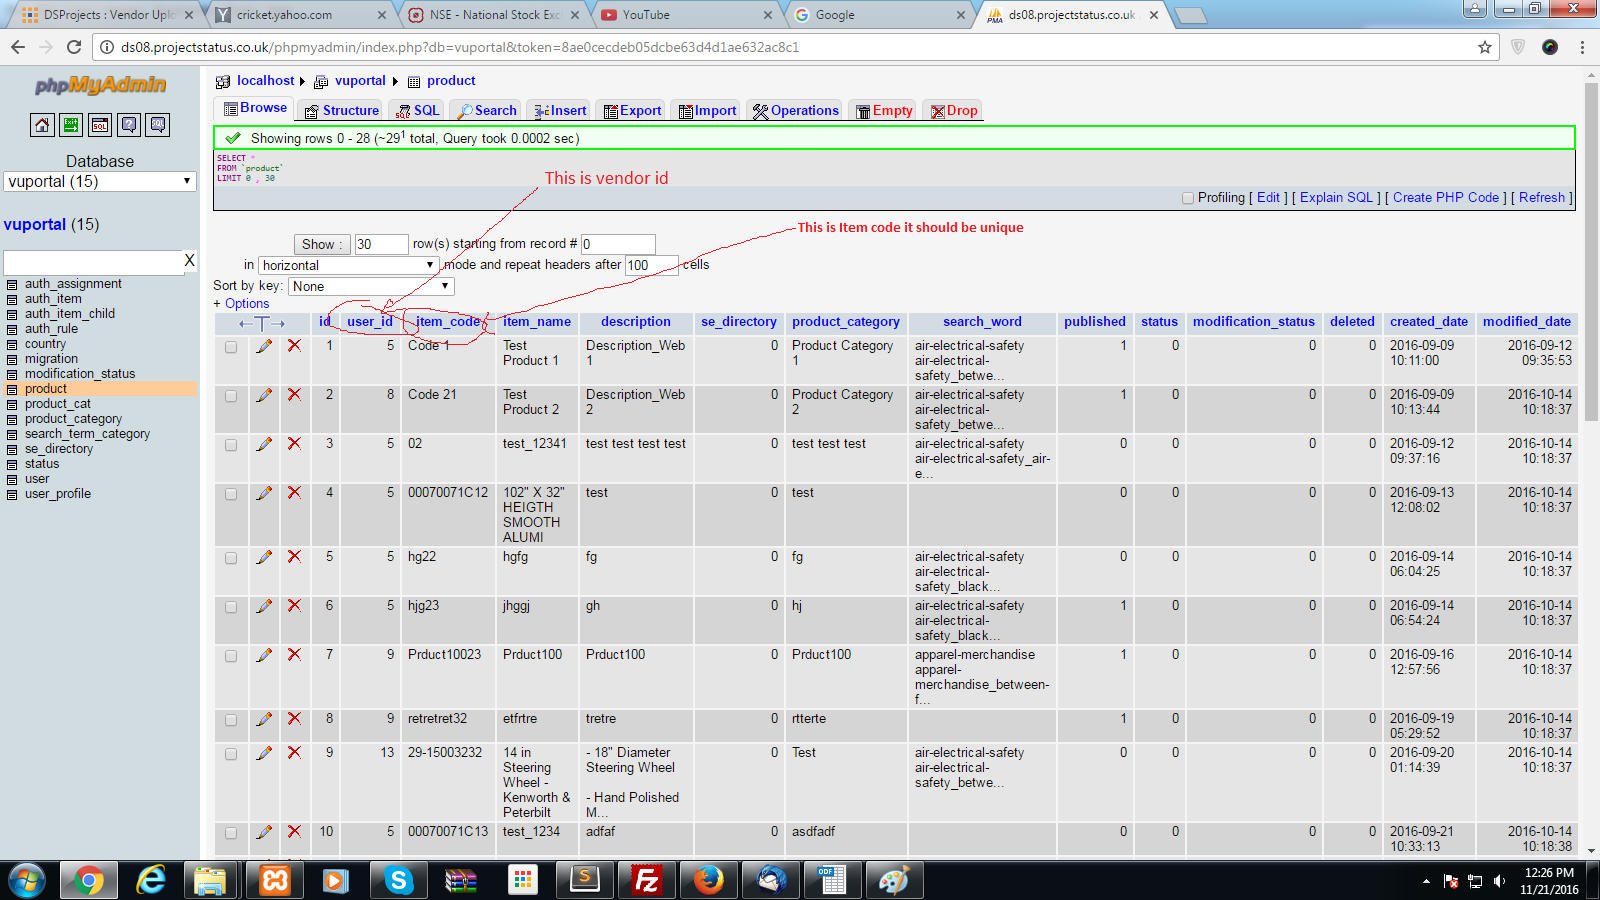 DSProjects : Vendor Uplo
cricket.yahoo.com
NSE - National Stock Exc
YouTube
Google
ds08.projectstatus.co.uk
ds08.projectstatus.co.uk/phpmyadmin/index.php?db=vuportal&token=8ae0cecdeb05dcbe63d4d1ae632ac8c1
phpMyAdmin
SQL
Database
vuportal (15)
vuportal (15)
X
auth_assignment
auth_item
auth_item_child
auth_rule
country
migration
modification_status
product
product_cat
product_category
search_term_category
se_directory
status
user
user_profile
localhost vuportal product
Browse Structure SQL Search Insert Export Import Operations Empty Drop
Showing rows 0 - 28 (~29¹ total, Query took 0.0002 sec)
SELECT *
FROM `product`
LIMIT 0 , 30
This is vendor id
Profiling [ Edit ] [ Explain SQL ] [ Create PHP Code ] [ Refresh ]
This is Item code it should be unique
Show : 30 row(s) starting from record # 0
in horizontal mode and repeat headers after 100 cells
Sort by key: None
+ Options
id user_id item_code item_name description se_directory product_category search_word published status modification_status deleted created_date modified_date
1 5 Code 1 Test Description_Web 0 Product Category air-electrical-safety 1 0 0 0 2016-09-09 2016-09-12
Product 1 1 1 air-electrical- 10:11:00 09:35:53
safety_betwe...
2 8 Code 21 Test Description_Web 0 Product Category air-electrical-safety 1 0 0 0 2016-09-09 2016-10-14
Product 2 2 2 air-electrical- 10:13:44 10:18:37
safety_betwe...
3 5 02 test_12341 test test test test 0 test test test air-electrical-safety 0 0 0 0 2016-09-12 2016-10-14
air-electrical-safety_air- 09:37:16 10:18:37
e...
4 5 00070071C12 102" X 32" test 0 test 0 0 0 0 2016-09-13 2016-10-14
HEIGTH 12:08:02 10:18:37
SMOOTH
ALUMI
5 5 hg22 hgfg fg 0 fg air-electrical-safety 0 0 0 0 2016-09-14 2016-10-14
air-electrical- 06:04:25 10:18:37
safety_black...
6 5 hjg23 jhggj gh 0 hj air-electrical-safety 1 0 0 0 2016-09-14 2016-10-14
air-electrical- 06:54:24 10:18:37
safety_black...
7 9 Prduct10023 Prduct100 Prduct100 0 Prduct100 apparel-merchandise 1 0 0 0 2016-09-16 2016-10-14
apparel- 12:57:56 10:18:37
merchandise_between-
f...
8 9 retretret32 etfrtre tretre 0 rtterte 1 0 0 0 2016-09-19 2016-10-14
05:29:52 10:18:37
9 13 29-15003232 14 in - 18" Diameter 0 Test air-electrical-safety 0 0 0 0 2016-09-20 2016-10-14
Steering Steering Wheel air-electrical- 01:14:39 10:18:37
Wheel - safety_betwe...
Kenworth & - Hand Polished
Peterbilt M...
10 5 00070071C13 test_1234 adfaf 0 asdfadf 0 0 0 0 2016-09-21 2016-10-14
10:33:13 10:18:38
12:26 PM
11/21/2016